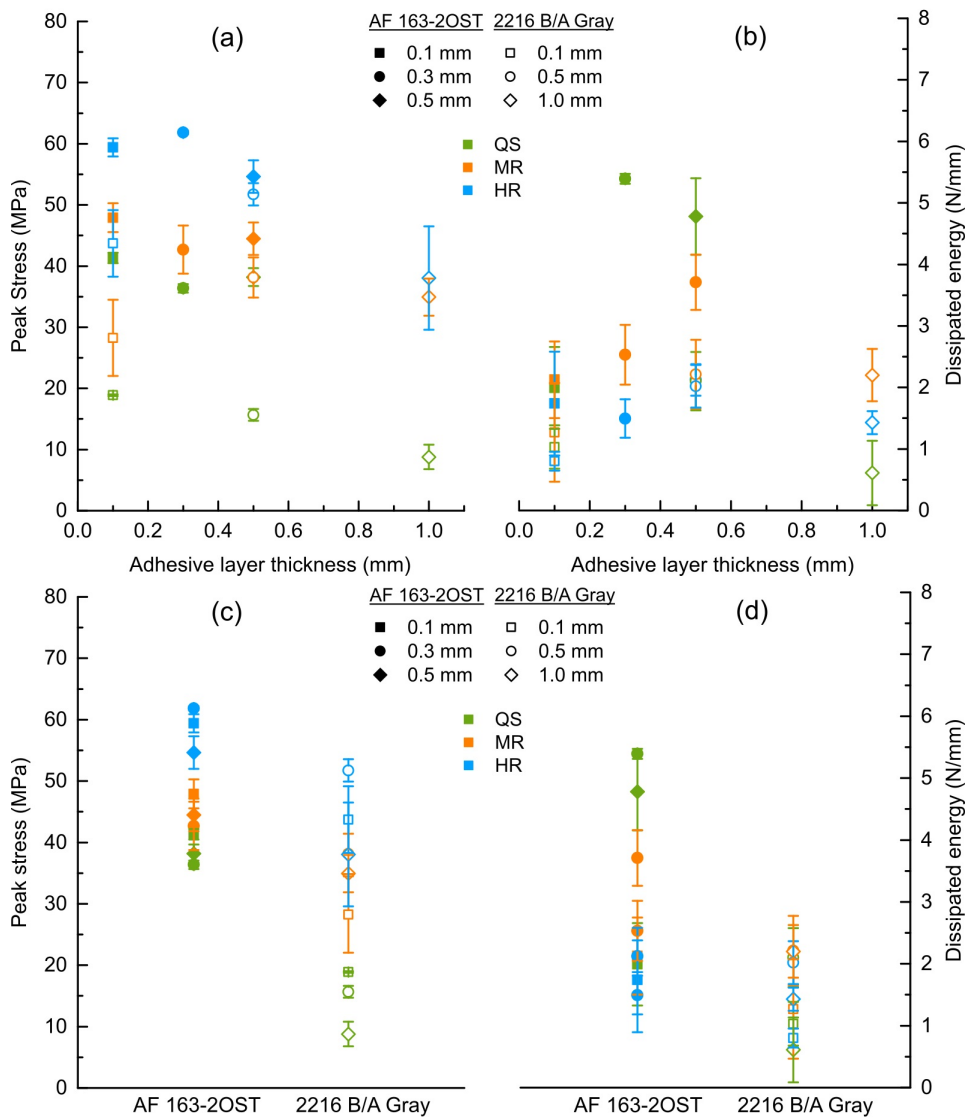 (a)
AF 163-2OST 2216 B/A Gray
0.1 mm 0.1 mm
0.3 mm 0.5 mm
0.5 mm 1.0 mm
QS
MR
HR
(b)
Peak Stress (MPa)
80
70
60
50
40
30
20
10
0
0.0 0.2 0.4 0.6 0.8 1.0
Adhesive layer thickness (mm)
0.0 0.2 0.4 0.6 0.8 1.0
Adhesive layer thickness (mm)
8
7
6
5
4
3
2
1
0
Dissipated energy (N/mm)
(c)
AF 163-2OST 2216 B/A Gray
0.1 mm 0.1 mm
0.3 mm 0.5 mm
0.5 mm 1.0 mm
QS
MR
HR
(d)
Peak stress (MPa)
80
70
60
50
40
30
20
10
0
AF 163-2OST 2216 B/A Gray
AF 163-2OST 2216 B/A Gray
8
7
6
5
4
3
2
1
0
Dissipated energy (N/mm)